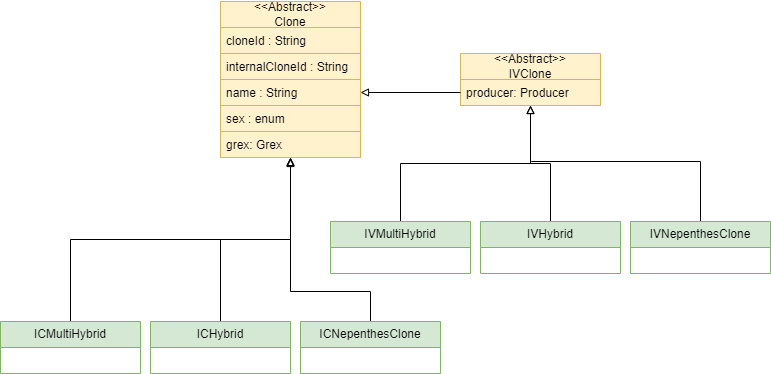 <<Abstract>>
Clone
cloneId : String
internalCloneId : String
name : String
sex : enum
grex: Grex
<<Abstract>>
IVClone
producer: Producer
IVMultiHybrid
IVHybrid
IVNepenthesClone
ICMultiHybrid
ICHybrid
ICNepenthesClone